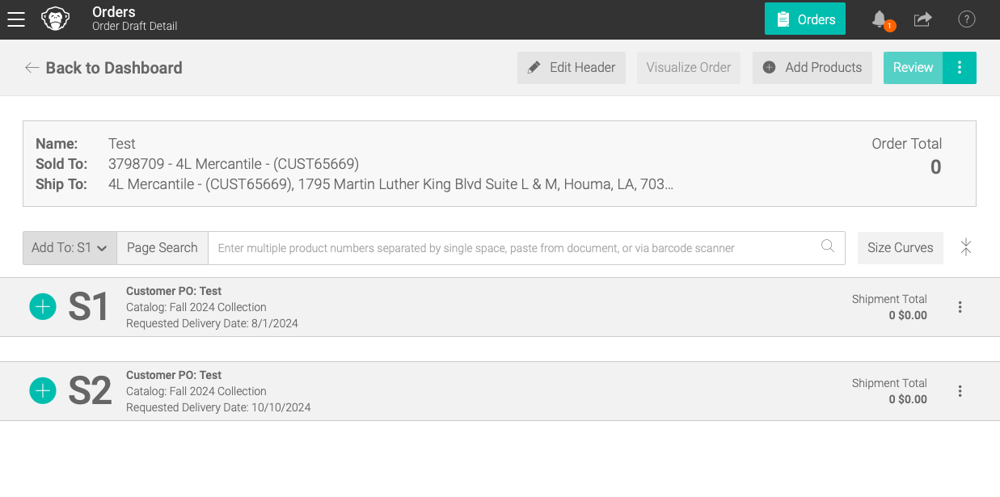 Orders
Order Draft Detail
Orders
1
?
Back to Dashboard
Edit Header
Visualize Order
Add Products
Review
Name: Test
Sold To: 3798709 - 4L Mercantile - (CUST65669)
Ship To: 4L Mercantile - (CUST65669), 1795 Martin Luther King Blvd Suite L & M, Houma, LA, 703...
Order Total
0
Add To: S1
Page Search
Enter multiple product numbers separated by single space, paste from document, or via barcode scanner
Size Curves
S1
Customer PO: Test
Catalog: Fall 2024 Collection
Requested Delivery Date: 8/1/2024
Shipment Total
0 $0.00
S2
Customer PO: Test
Catalog: Fall 2024 Collection
Requested Delivery Date: 10/10/2024
Shipment Total
0 $0.00